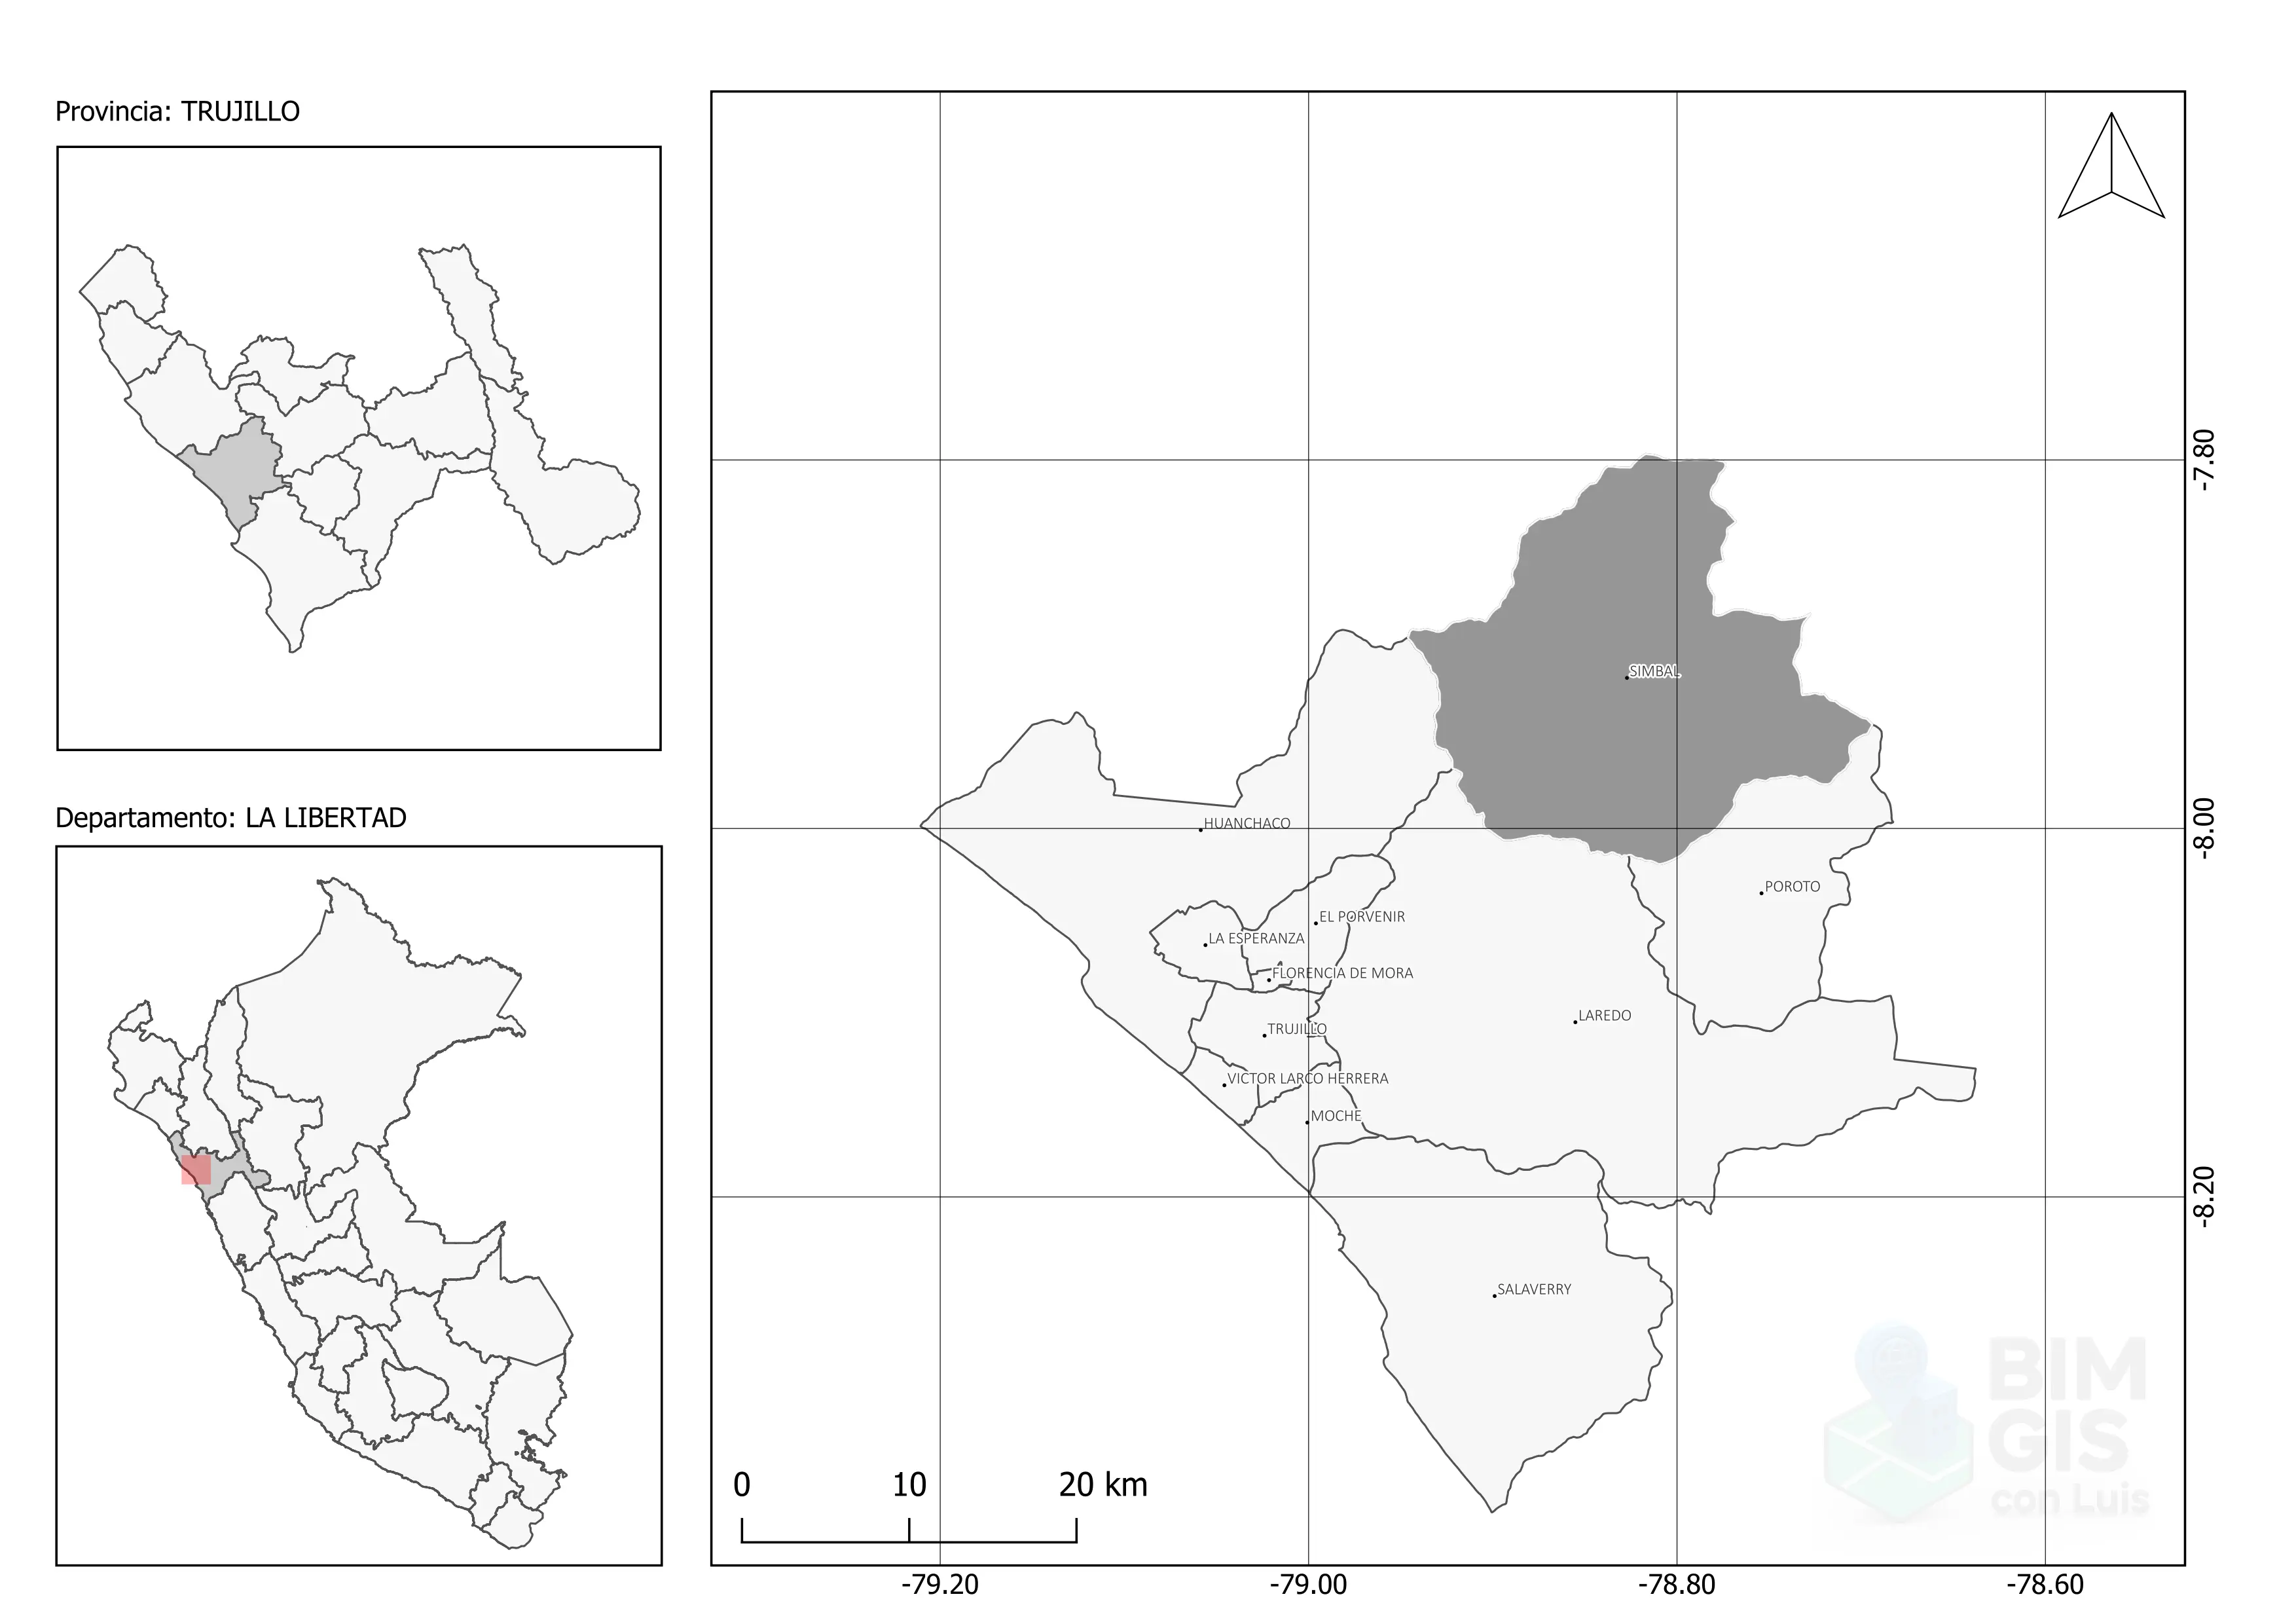 Provincia: TRUJILLO
Departamento: LA LIBERTAD
SIMBAL
HUANCHACO
POROTO
EL PORVENIR
LA ESPERANZA
FLORENCIA DE MORA
LAREDO
TRUJILLO
VICTOR LARCO HERRERA
MOCHE
SALAVERRY
-7.80
-8.00
-8.20
BIM
GIS
con Luis
0 10 20 km
-79.20 -79.00 -78.80 -78.60